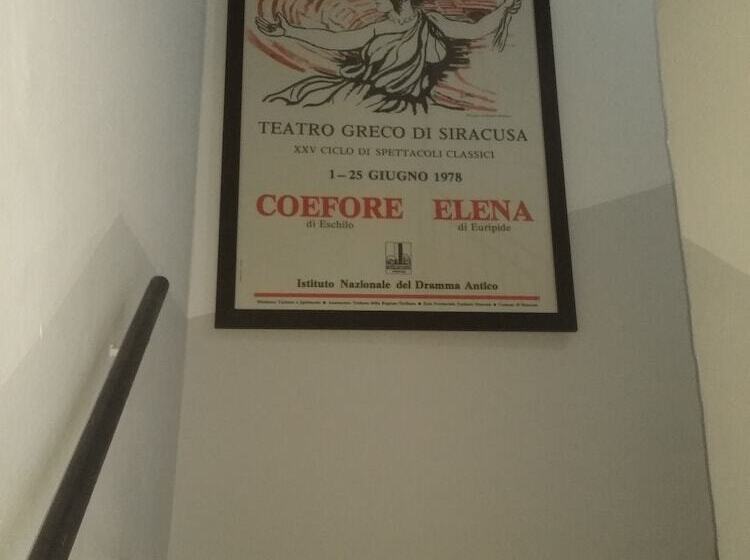 TEATRO GRECO DI SIRACUSA
XXV CICLO DI SPETTACOLI CLASSICI
1–25 GIUGNO 1978
COEFORE ELENA
di Eschilo di Euripide
Istituto Nazionale del Dramma Antico